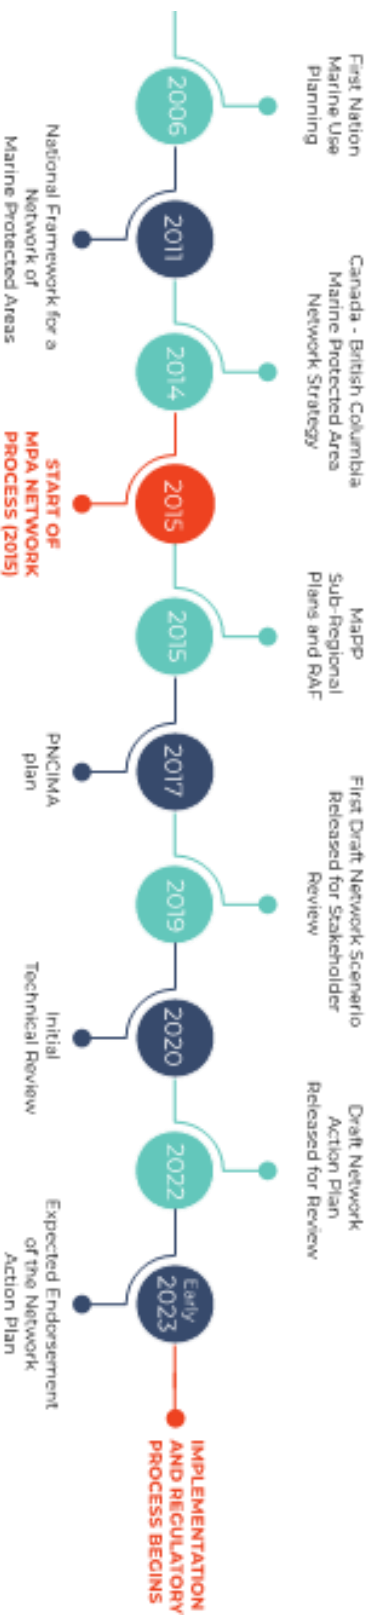 First Nation
Marine Use
Planning
2006
2011
National Framework for a
Network of
Marine Protected Areas
Canada - British Columbia
Marine Protected Area
Network Strategy
2014
2015
START OF
MPA NETWORK
PROCESS (2015)
MaPP
Sub-Regional
Plans and RAF
2015
2017
PNCIMA
plan
First Draft Network Scenerio
Released for Stakeholder
Review
2019
2020
Initial
Technical Review
Draft Network
Action Plan
Released for Review
2022
Early
2023
Expected Endorsement
of the Network
Action Plan
IMPLEMENTATION
AND REGULATORY
PROCESS BEGINS